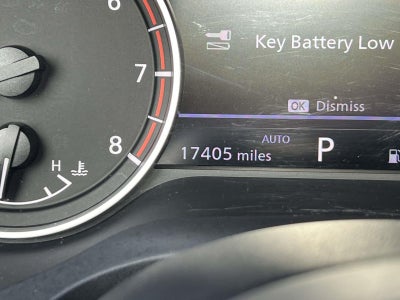 6
7
8
H
Key Battery Low
OK Dismiss
AUTO
17405 miles
P